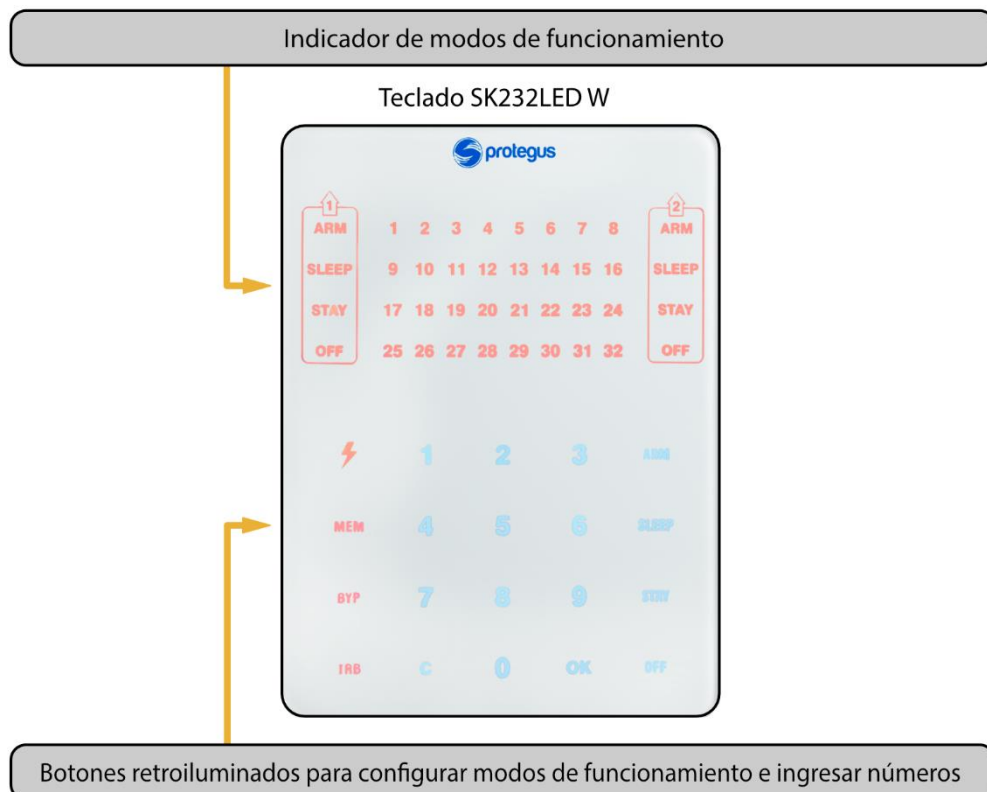 Indicador de modos de funcionamiento
Teclado SK232LED W
protegus
1 2
ARM 1 2 3 4 5 6 7 8 ARM
SLEEP 9 10 11 12 13 14 15 16 SLEEP
STAY 17 18 19 20 21 22 23 24 STAY
OFF 25 26 27 28 29 30 31 32 OFF
1 2 3 ARM
MEM 4 5 6 SLEEP
BYP 7 8 9 STAY
TRB C 0 OK OFF
Botones retroiluminados para configurar modos de funcionamiento e ingresar números